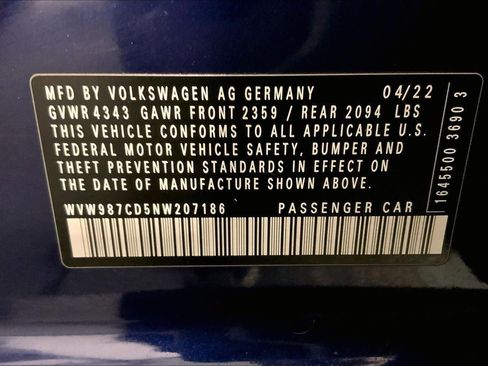 MFD BY VOLKSWAGEN AG GERMANY 04/22
GVWR 4343 GAWR FRONT 2359 / REAR 2094 LBS
THIS VEHICLE CONFORMS TO ALL APPLICABLE U.S.
FEDERAL MOTOR VEHICLE SAFETY, BUMPER AND
THEFT PREVENTION STANDARDS IN EFFECT ON
THE DATE OF MANUFACTURE SHOWN ABOVE.
WVW987CD5NW207186 PASSENGER CAR
1645500 3690 3